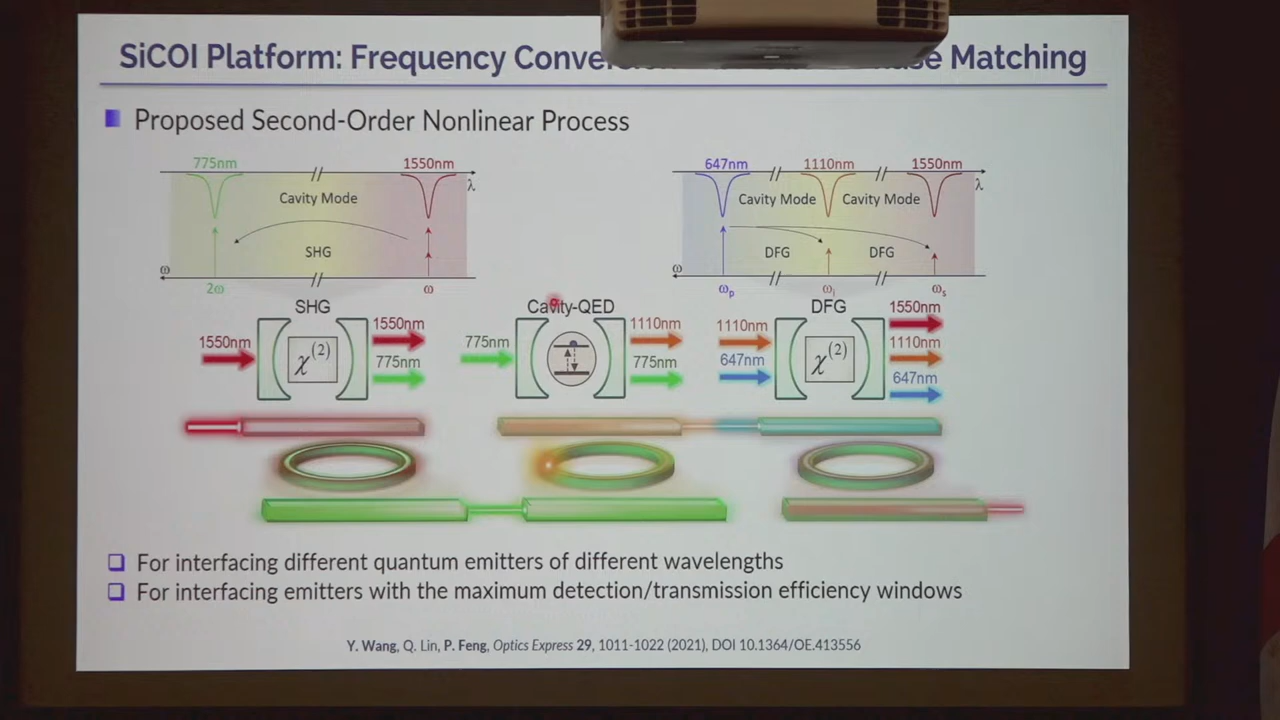 SiCOI Platform: Frequency Matching
Proposed Second-Order Nonlinear Process
775nm 1550nm
λ
Cavity Mode
SHG
ω
2ω ω
647nm 1110nm 1550nm
λ
Cavity Mode Cavity Mode
DFG DFG
ω
ωp ωi ωs
SHG Cavity-QED DFG
1550nm χ(2) 1550nm 775nm
775nm 1110nm 775nm
1110nm 647nm χ(2) 1550nm 1110nm 647nm
For interfacing different quantum emitters of different wavelengths
For interfacing emitters with the maximum detection/transmission efficiency windows
Y. Wang, Q. Lin, P. Feng, Optics Express 29, 1011-1022 (2021), DOI 10.1364/OE.413556